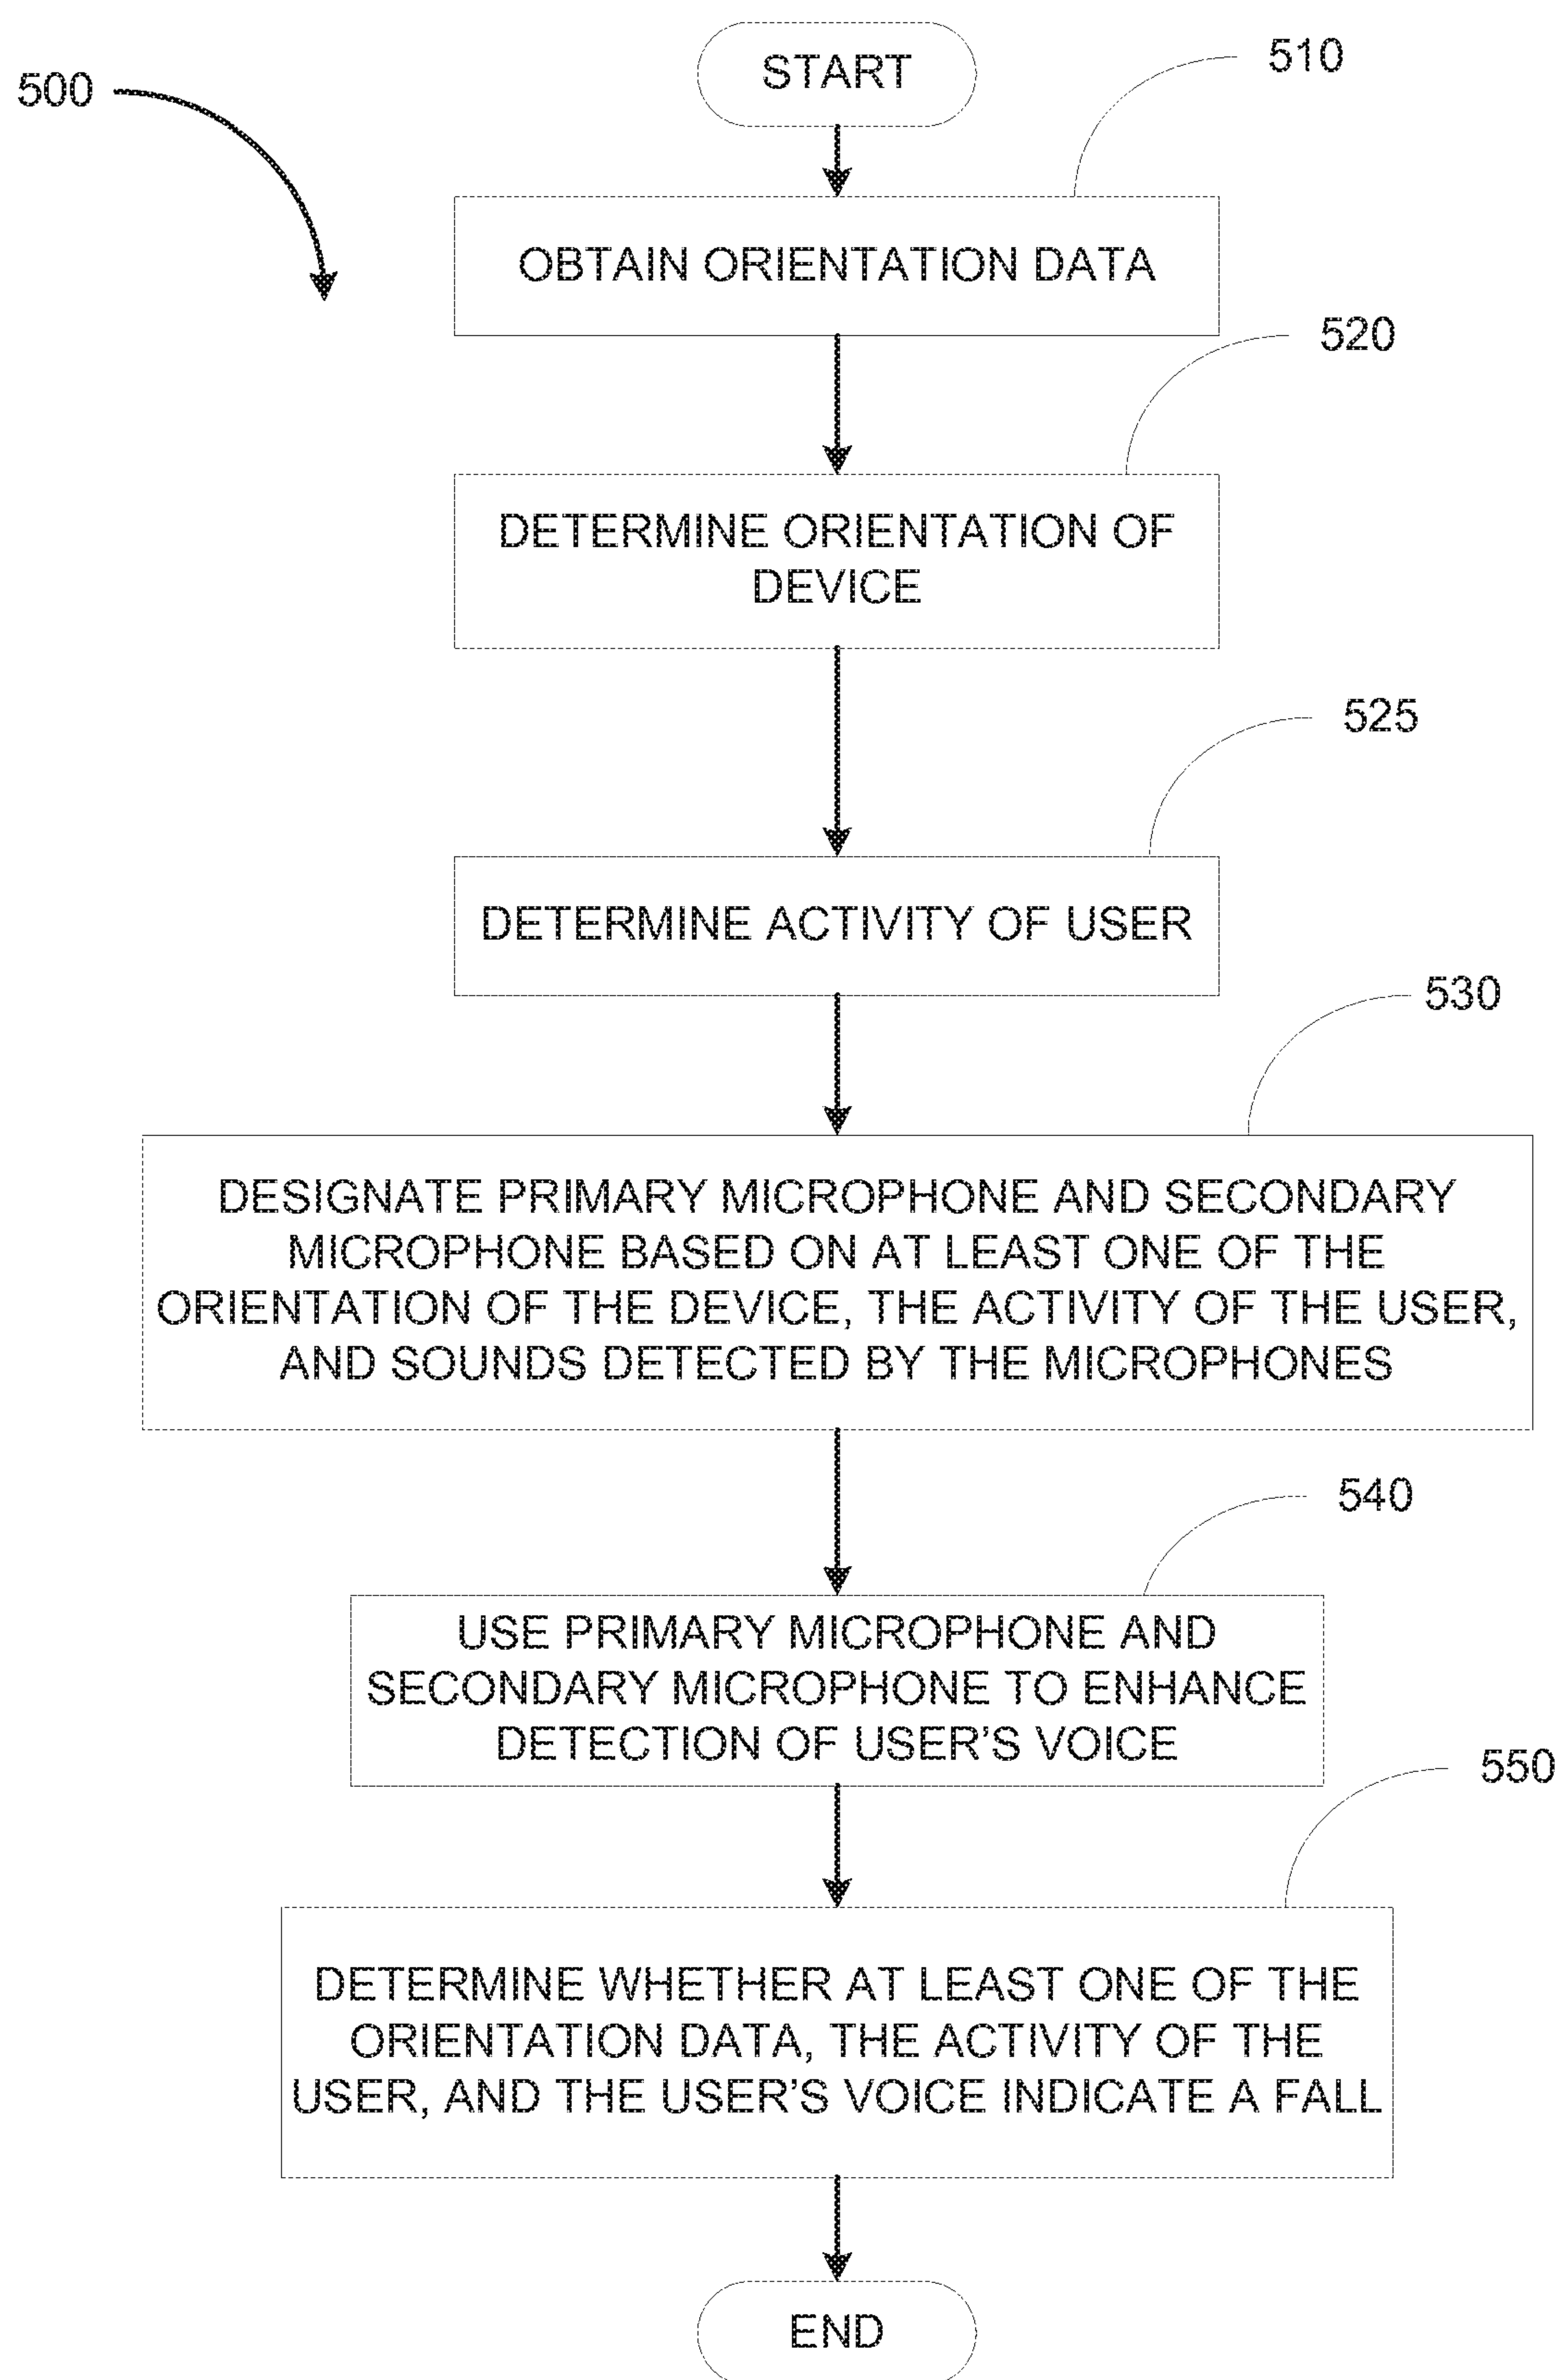 START
510
500
OBTAIN ORIENTATION DATA
520
DETERMINE ORIENTATION OF
DEVICE
525
DETERMINE ACTIVITY OF USER
530
DESIGNATE PRIMARY MICROPHONE AND SECONDARY
MICROPHONE BASED ON AT LEAST ONE OF THE
ORIENTATION OF THE DEVICE, THE ACTIVITY OF THE USER,
AND SOUNDS DETECTED BY THE MICROPHONES
540
USE PRIMARY MICROPHONE AND
SECONDARY MICROPHONE TO ENHANCE
DETECTION OF USER'S VOICE
550
DETERMINE WHETHER AT LEAST ONE OF THE
ORIENTATION DATA, THE ACTIVITY OF THE
USER, AND THE USER'S VOICE INDICATE A FALL
END